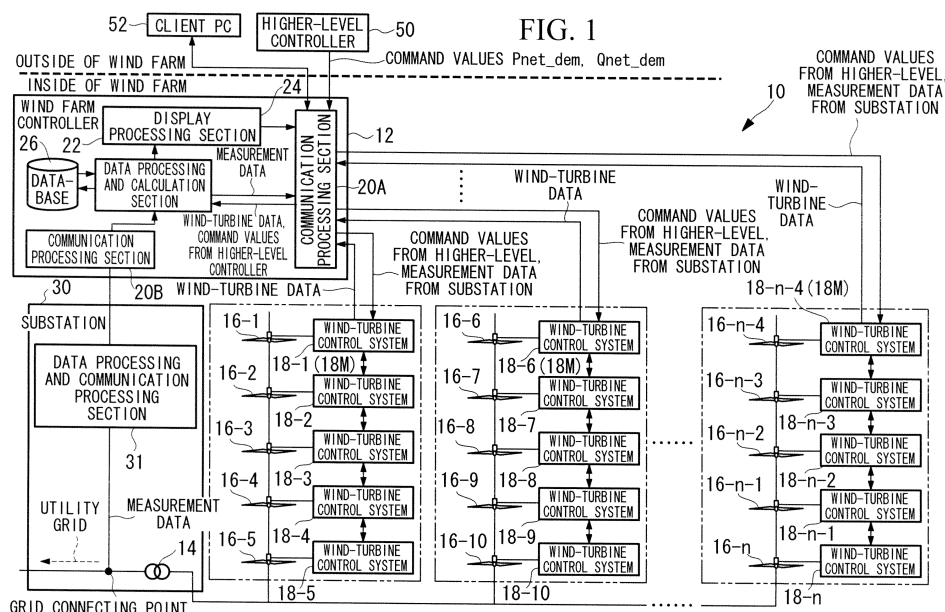 FIG. 1
52
CLIENT PC
HIGHER-LEVEL
CONTROLLER
50
COMMAND VALUES Pnet_dem, Qnet_dem
OUTSIDE OF WIND FARM
INSIDE OF WIND FARM
COMMAND VALUES
FROM HIGHER-LEVEL,
MEASUREMENT DATA
FROM SUBSTATION
10
WIND FARM
CONTROLLER
24
DISPLAY
PROCESSING SECTION
22
12
26
DATA-
BASE
DATA PROCESSING
AND CALCULATION
SECTION
MEASUREMENT
DATA
COMMUNICATION
PROCESSING SECTION
20A
WIND-TURBINE DATA,
COMMAND VALUES
FROM HIGHER-LEVEL
CONTROLLER
COMMUNICATION
PROCESSING SECTION
20B
WIND-TURBINE DATA
COMMAND VALUES
FROM HIGHER-LEVEL,
MEASUREMENT DATA
FROM SUBSTATION
WIND-TURBINE
DATA
COMMAND VALUES
FROM HIGHER-LEVEL,
MEASUREMENT DATA
FROM SUBSTATION
WIND-
TURBINE
DATA
30
SUBSTATION
DATA PROCESSING
AND COMMUNICATION
PROCESSING
SECTION
31
UTILITY
GRID
MEASUREMENT
DATA
14
GRID CONNECTING POINT
16-1
WIND-TURBINE
CONTROL SYSTEM
18-1 (18M)
16-2
WIND-TURBINE
CONTROL SYSTEM
18-2
16-3
WIND-TURBINE
CONTROL SYSTEM
18-3
16-4
WIND-TURBINE
CONTROL SYSTEM
18-4
16-5
WIND-TURBINE
CONTROL SYSTEM
18-5
16-6
WIND-TURBINE
CONTROL SYSTEM
18-6 (18M)
16-7
WIND-TURBINE
CONTROL SYSTEM
18-7
16-8
WIND-TURBINE
CONTROL SYSTEM
18-8
16-9
WIND-TURBINE
CONTROL SYSTEM
18-9
16-10
WIND-TURBINE
CONTROL SYSTEM
18-10
18-n-4 (18M)
16-n-4
WIND-TURBINE
CONTROL SYSTEM
16-n-3
WIND-TURBINE
CONTROL SYSTEM
18-n-3
16-n-2
WIND-TURBINE
CONTROL SYSTEM
18-n-2
16-n-1
WIND-TURBINE
CONTROL SYSTEM
18-n-1
16-n
WIND-TURBINE
CONTROL SYSTEM
18-n